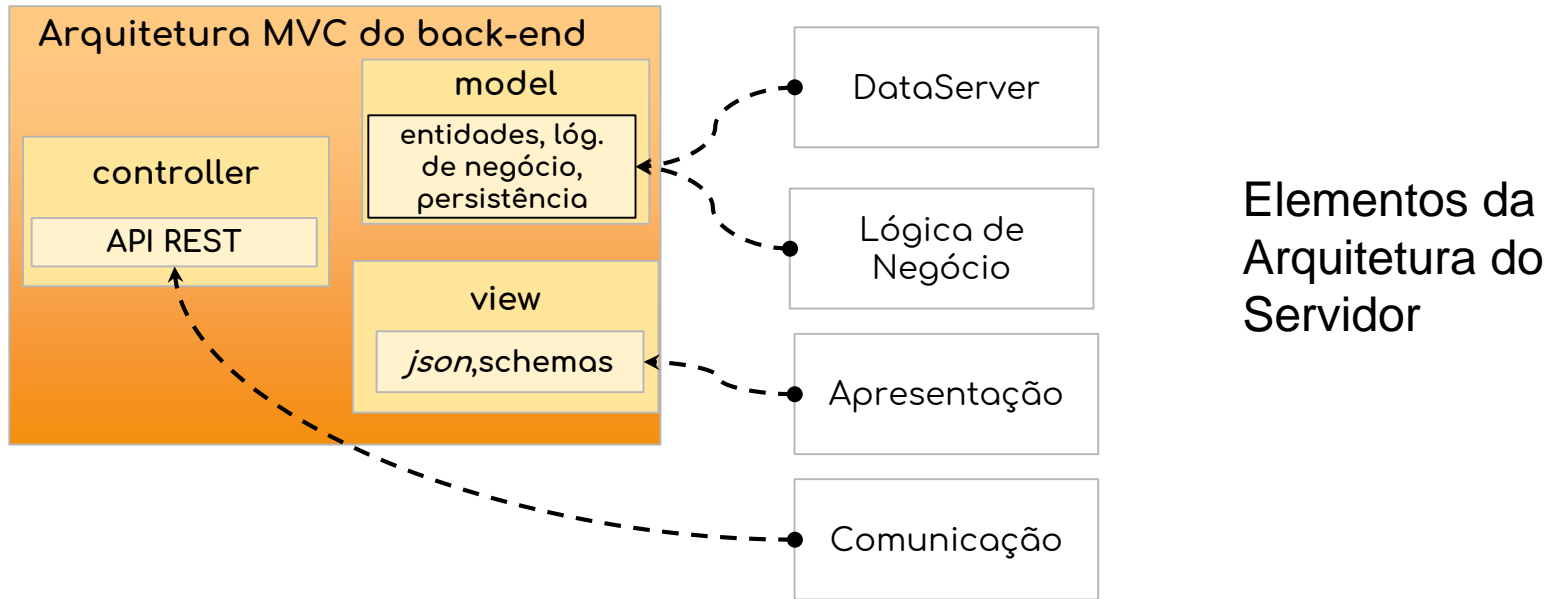 Arquitetura MVC do back-end
model
entidades, lóg.
de negócio,
persistência
controller
API REST
view
json,schemas
DataServer
Lógica de
Negócio
Apresentação
Comunicação
Elementos da
Arquitetura do
Servidor